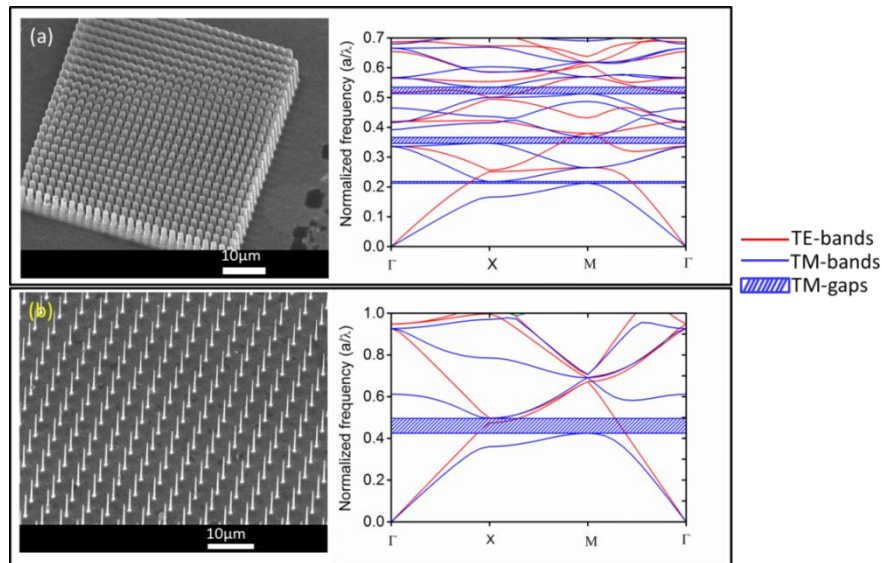 (a)
10μm
Normalized frequency (a/λ)
0.7
0.6
0.5
0.4
0.3
0.2
0.1
0.0
Γ X M Γ
TE-bands
TM-bands
TM-gaps
(b)
10μm
Normalized frequency (a/λ)
1.0
0.8
0.6
0.4
0.2
0.0
Γ X M Γ